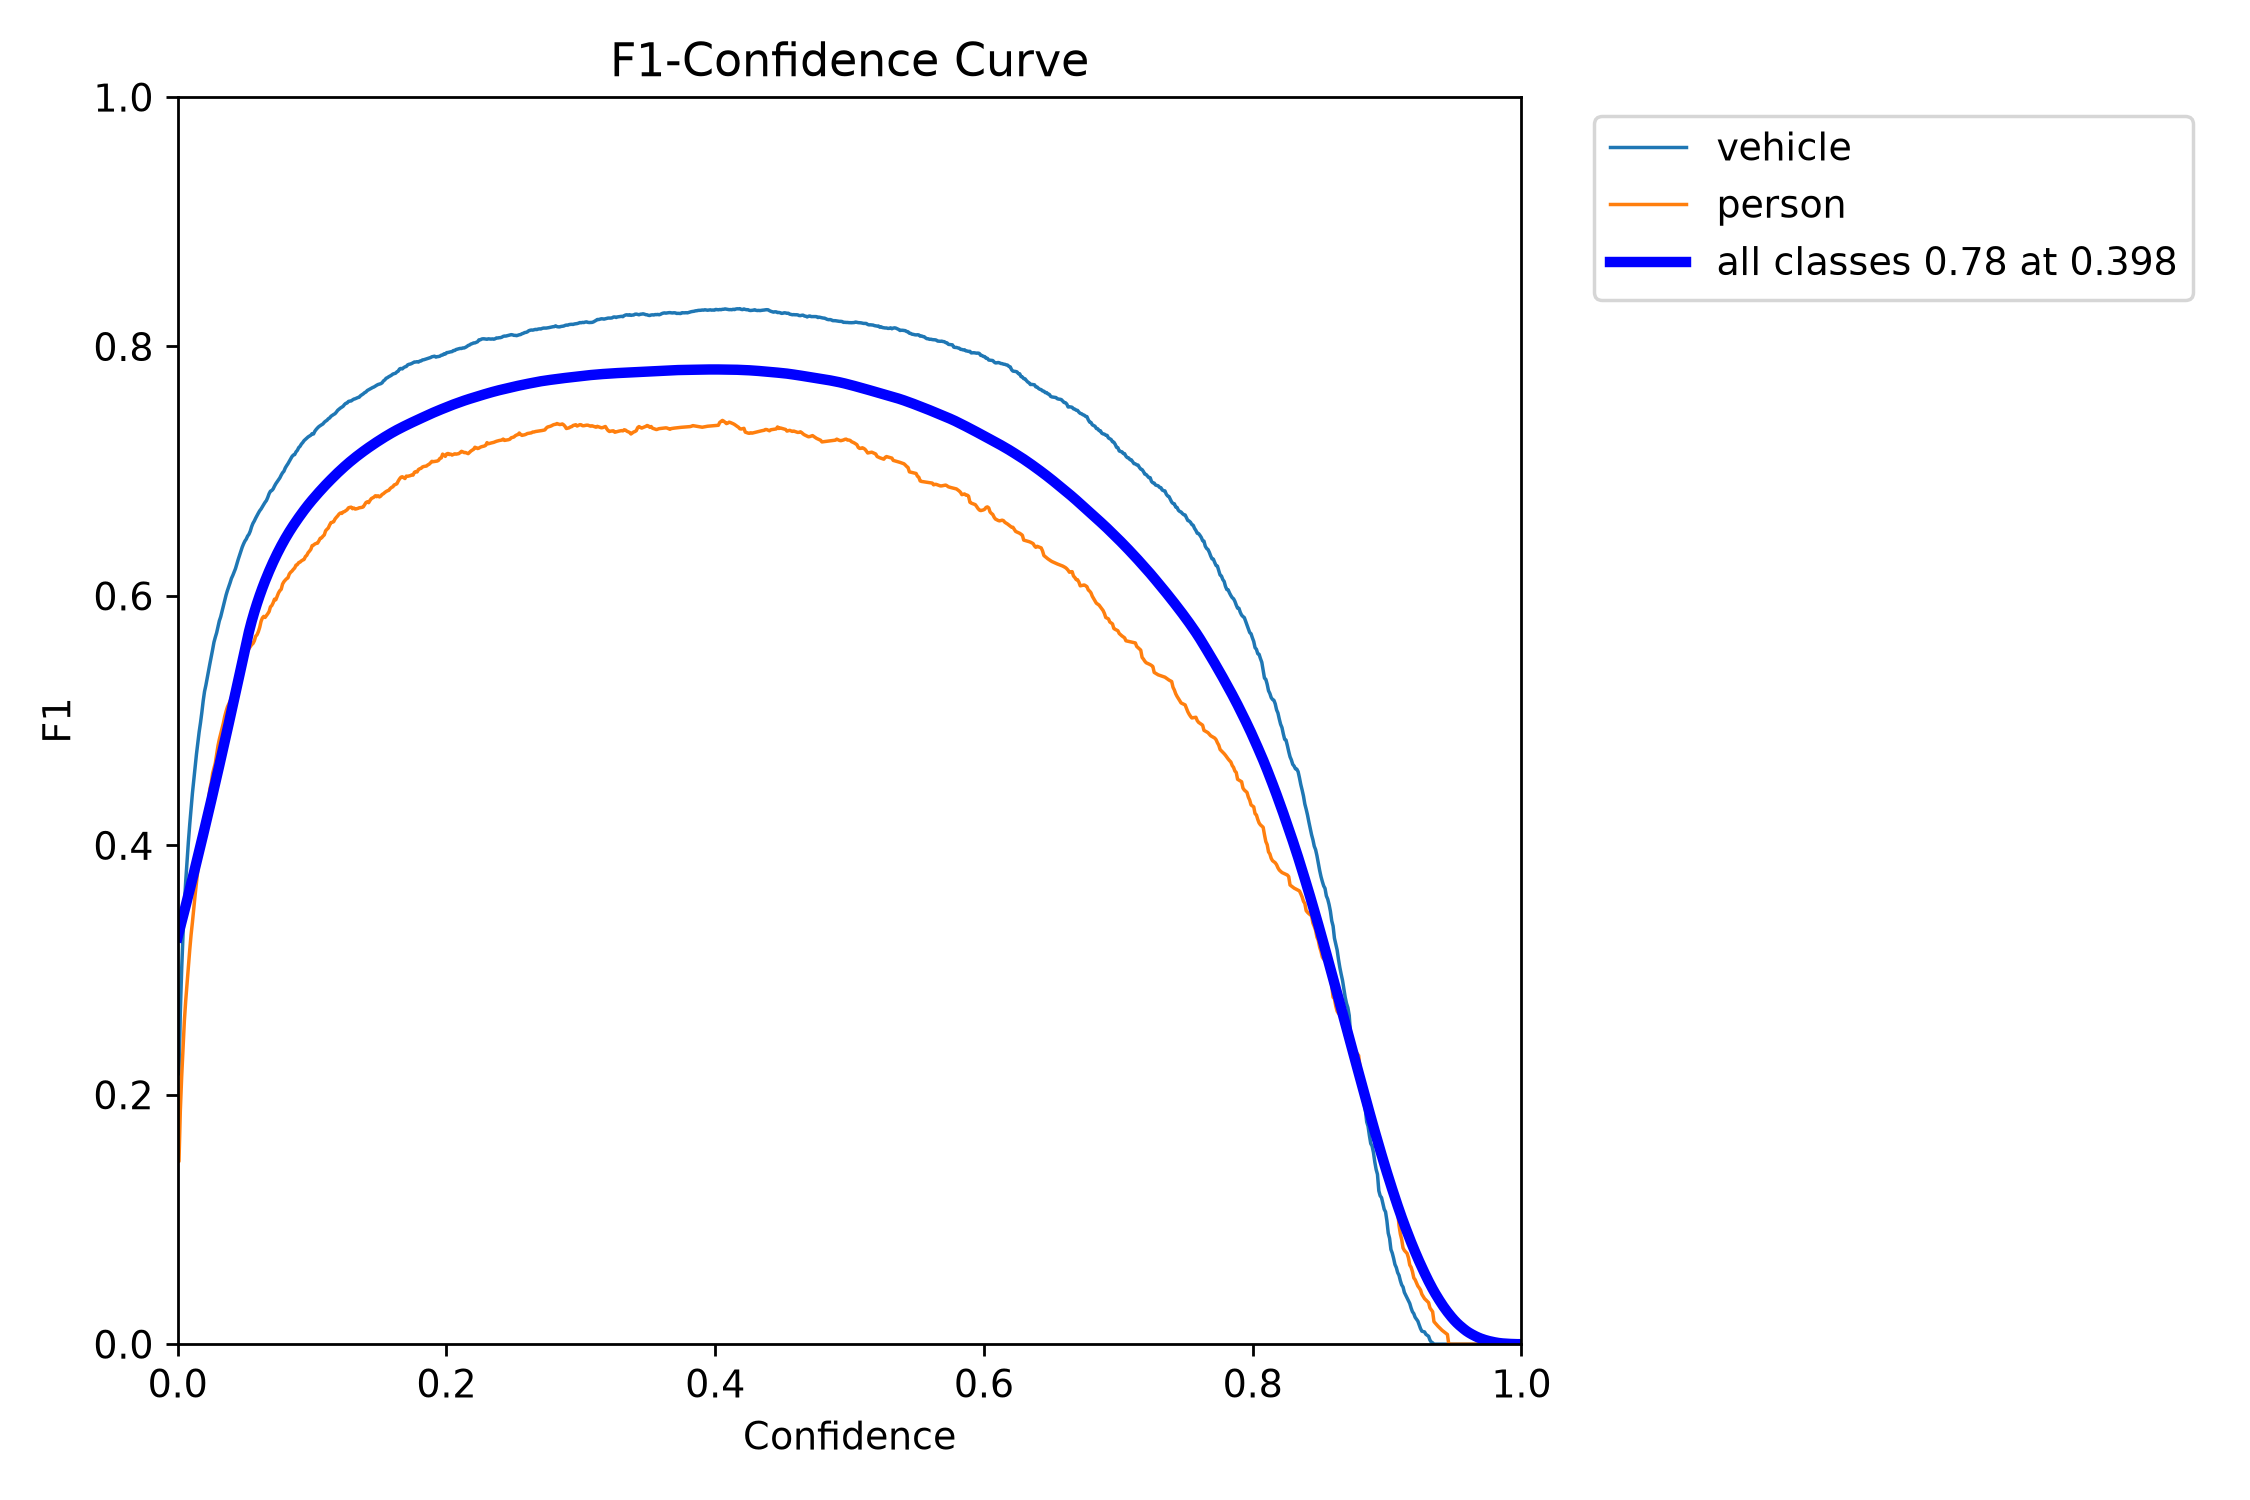 F1-Confidence Curve
1.0
0.8
0.6
0.4
0.2
0.0
F1
0.0 0.2 0.4 0.6 0.8 1.0
Confidence
vehicle
person
all classes 0.78 at 0.398